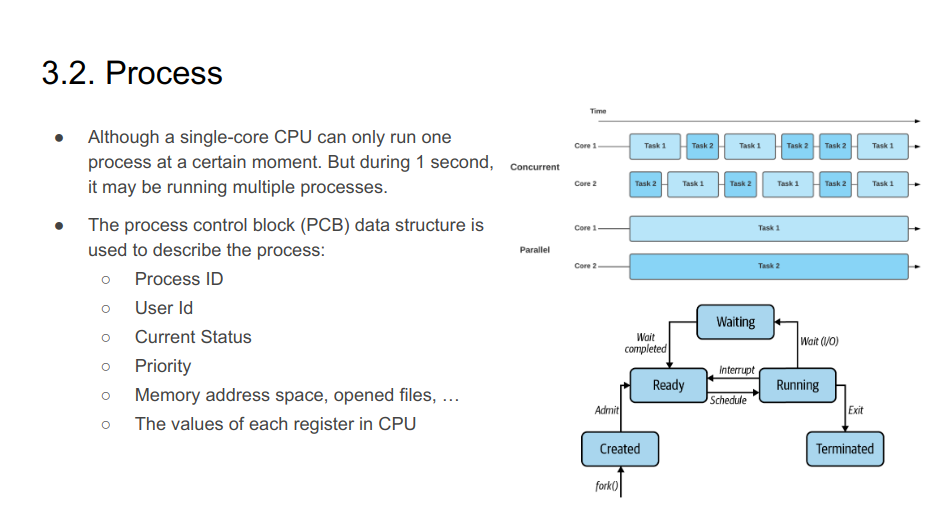 3.2. Process
● Although a single-core CPU can only run one
process at a certain moment. But during 1 second,
it may be running multiple processes.
● The process control block (PCB) data structure is
used to describe the process:
○ Process ID
○ User Id
○ Current Status
○ Priority
○ Memory address space, opened files, …
○ The values of each register in CPU
Time
Concurrent
Core 1 Task 1 Task 2 Task 1 Task 2 Task 2 Task 1
Core 2 Task 2 Task 1 Task 2 Task 1 Task 2 Task 1
Parallel
Core 1 Task 1
Core 2 Task 2
Waiting
Wait
completed
Wait (I/O)
Ready
Interrupt
Schedule
Running
Admit
Exit
Created
Terminated
fork()